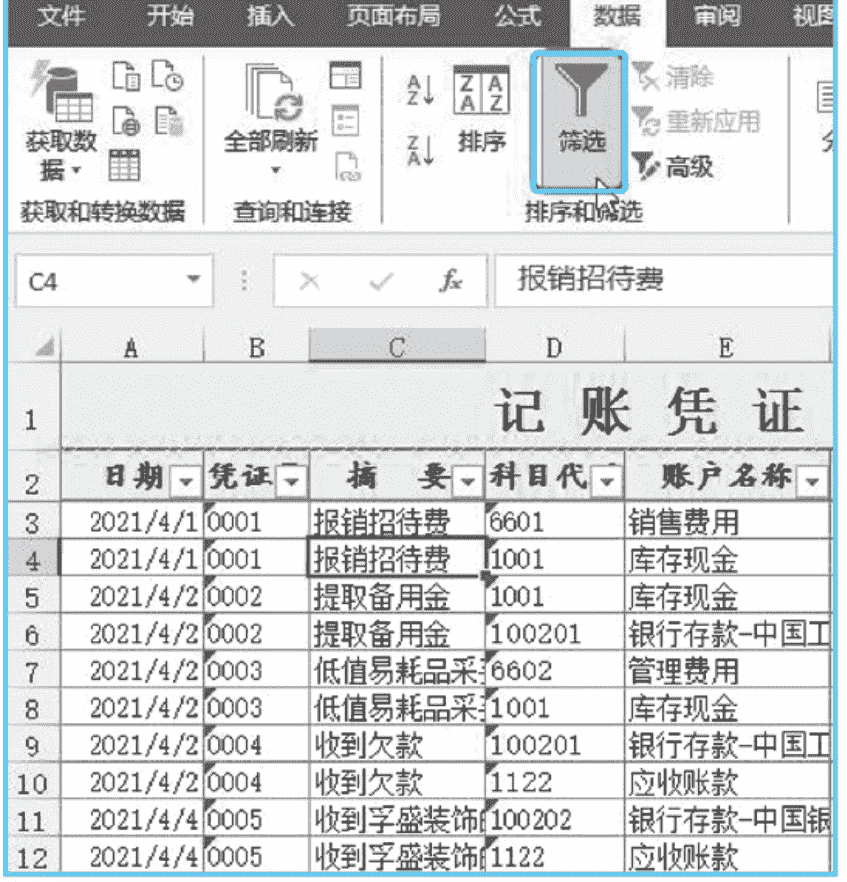 文件 开始 插入 页面布局 公式 数据 审阅 视图
清除
重新应用
高级
获取数据
全部刷新
排序
筛选
获取和转换数据 查询和连接 排序和筛选
C4 fx 报销招待费
A B C D E
1 记账凭证
2 日期 凭证 摘要 科目代 账户名称
3 2021/4/1 0001 报销招待费 6601 销售费用
4 2021/4/1 0001 报销招待费 1001 库存现金
5 2021/4/2 0002 提取备用金 1001 库存现金
6 2021/4/2 0002 提取备用金 100201 银行存款-中国工
7 2021/4/2 0003 低值易耗品采 6602 管理费用
8 2021/4/2 0003 低值易耗品采 1001 库存现金
9 2021/4/2 0004 收到欠款 100201 银行存款-中国工
10 2021/4/2 0004 收到欠款 1122 应收账款
11 2021/4/4 0005 收到孚盛装饰 100202 银行存款-中国银
12 2021/4/4 0005 收到孚盛装饰 1122 应收账款